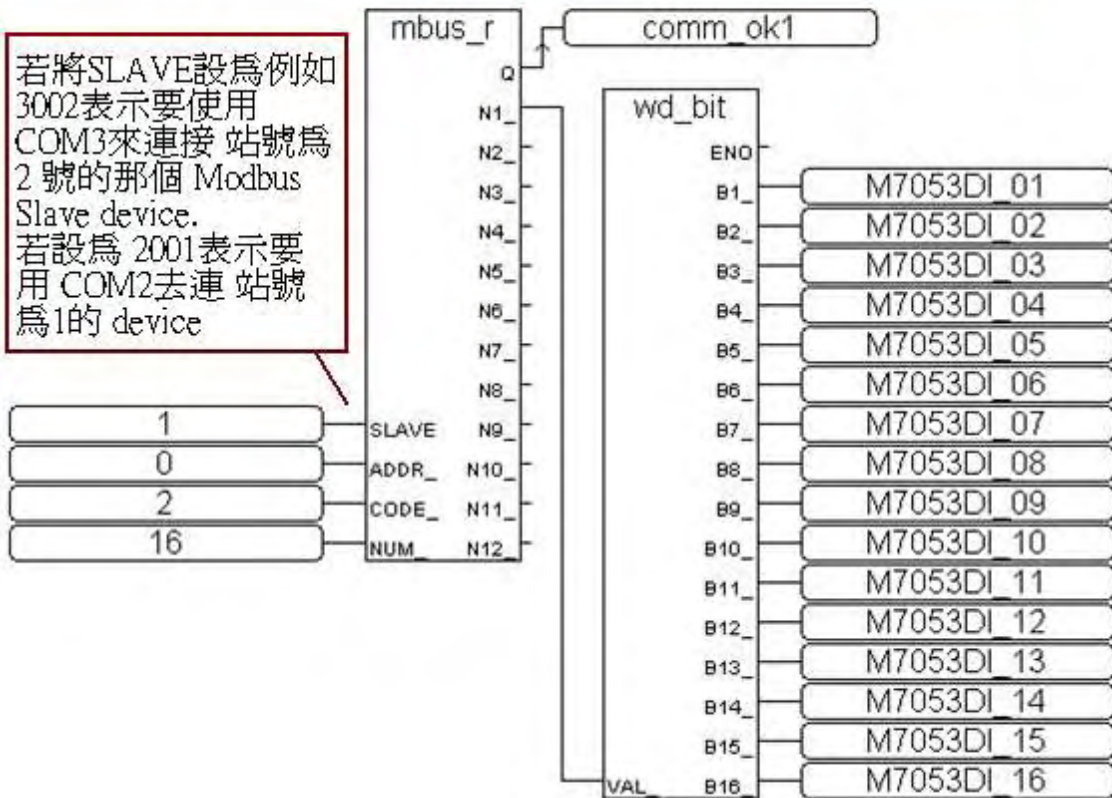 mbus_r
comm_ok1
若將SLAVE設爲例如
3002表示要使用
COM3來連接 站號爲
2 號的那個 Modbus
Slave device.
若設爲 2001表示要
用 COM2去連 站號
爲1的 device
Q
N1_
N2_
N3_
N4_
N5_
N6_
N7_
N8_
1
SLAVE
N9_
0
ADDR_
N10_
2
CODE_
N11_
16
NUM_
N12_
wd_bit
ENO
B1_
M7053DI_01
B2_
M7053DI_02
B3_
M7053DI_03
B4_
M7053DI_04
B5_
M7053DI_05
B6_
M7053DI_06
B7_
M7053DI_07
B8_
M7053DI_08
B9_
M7053DI_09
B10_
M7053DI_10
B11_
M7053DI_11
B12_
M7053DI_12
B13_
M7053DI_13
B14_
M7053DI_14
B15_
M7053DI_15
VAL_
B16_
M7053DI_16